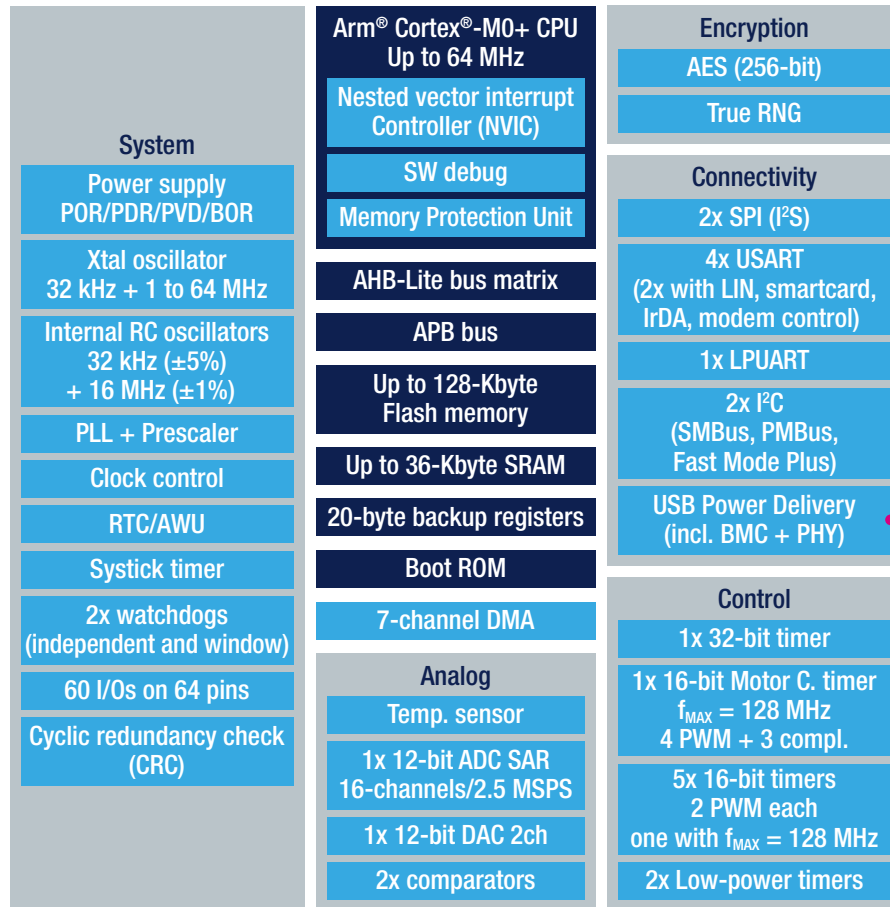 System
Power supply
POR/PDR/PVD/BOR
Xtal oscillator
32 kHz + 1 to 64 MHz
Internal RC oscillators
32 kHz (±5%)
+ 16 MHz (±1%)
PLL + Prescaler
Clock control
RTC/AWU
Systick timer
2x watchdogs
(independent and window)
60 I/Os on 64 pins
Cyclic redundancy check
(CRC)
Arm® Cortex®-M0+ CPU
Up to 64 MHz
Nested vector interrupt
Controller (NVIC)
SW debug
Memory Protection Unit
AHB-Lite bus matrix
APB bus
Up to 128-Kbyte
Flash memory
Up to 36-Kbyte SRAM
20-byte backup registers
Boot ROM
7-channel DMA
Analog
Temp. sensor
1x 12-bit ADC SAR
16-channels/2.5 MSPS
1x 12-bit DAC 2ch
2x comparators
Encryption
AES (256-bit)
True RNG
Connectivity
2x SPI (I²S)
4x USART
(2x with LIN, smartcard,
IrDA, modem control)
1x LPUART
2x I²C
(SMBus, PMBus,
Fast Mode Plus)
USB Power Delivery
(incl. BMC + PHY)
Control
1x 32-bit timer
1x 16-bit Motor C. timer
fMAX = 128 MHz
4 PWM + 3 compl.
5x 16-bit timers
2 PWM each
one with fMAX = 128 MHz
2x Low-power timers